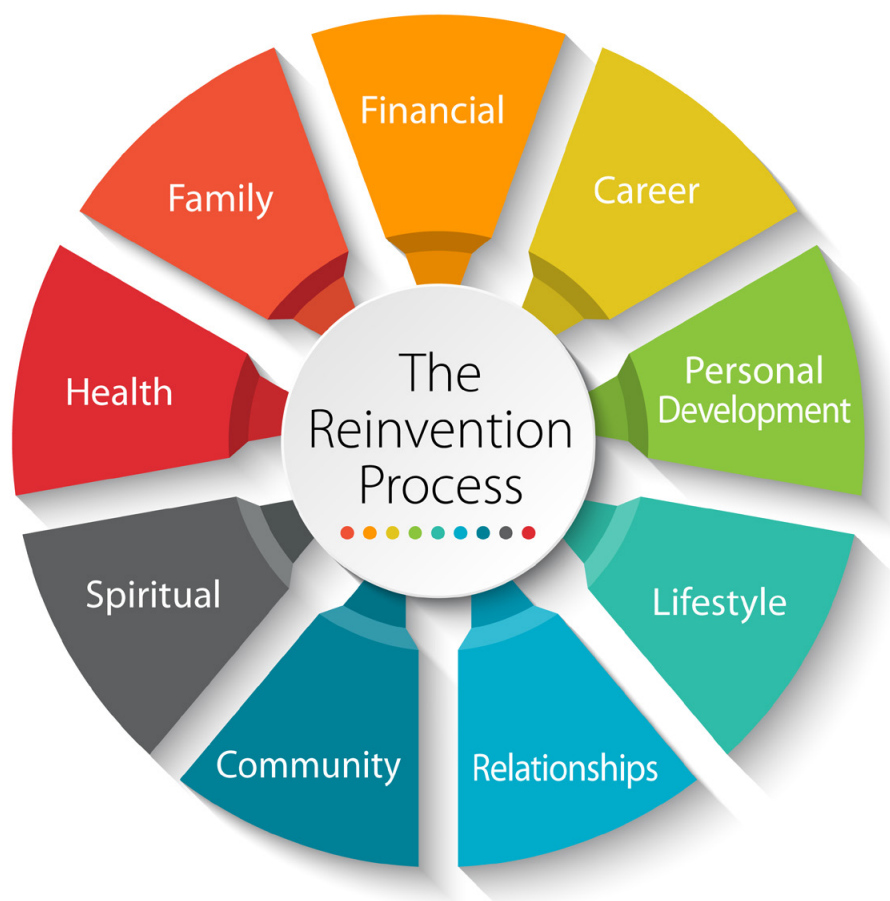 Financial
Career
Personal
Development
Lifestyle
Relationships
Community
Spiritual
Health
Family
The
Reinvention
Process